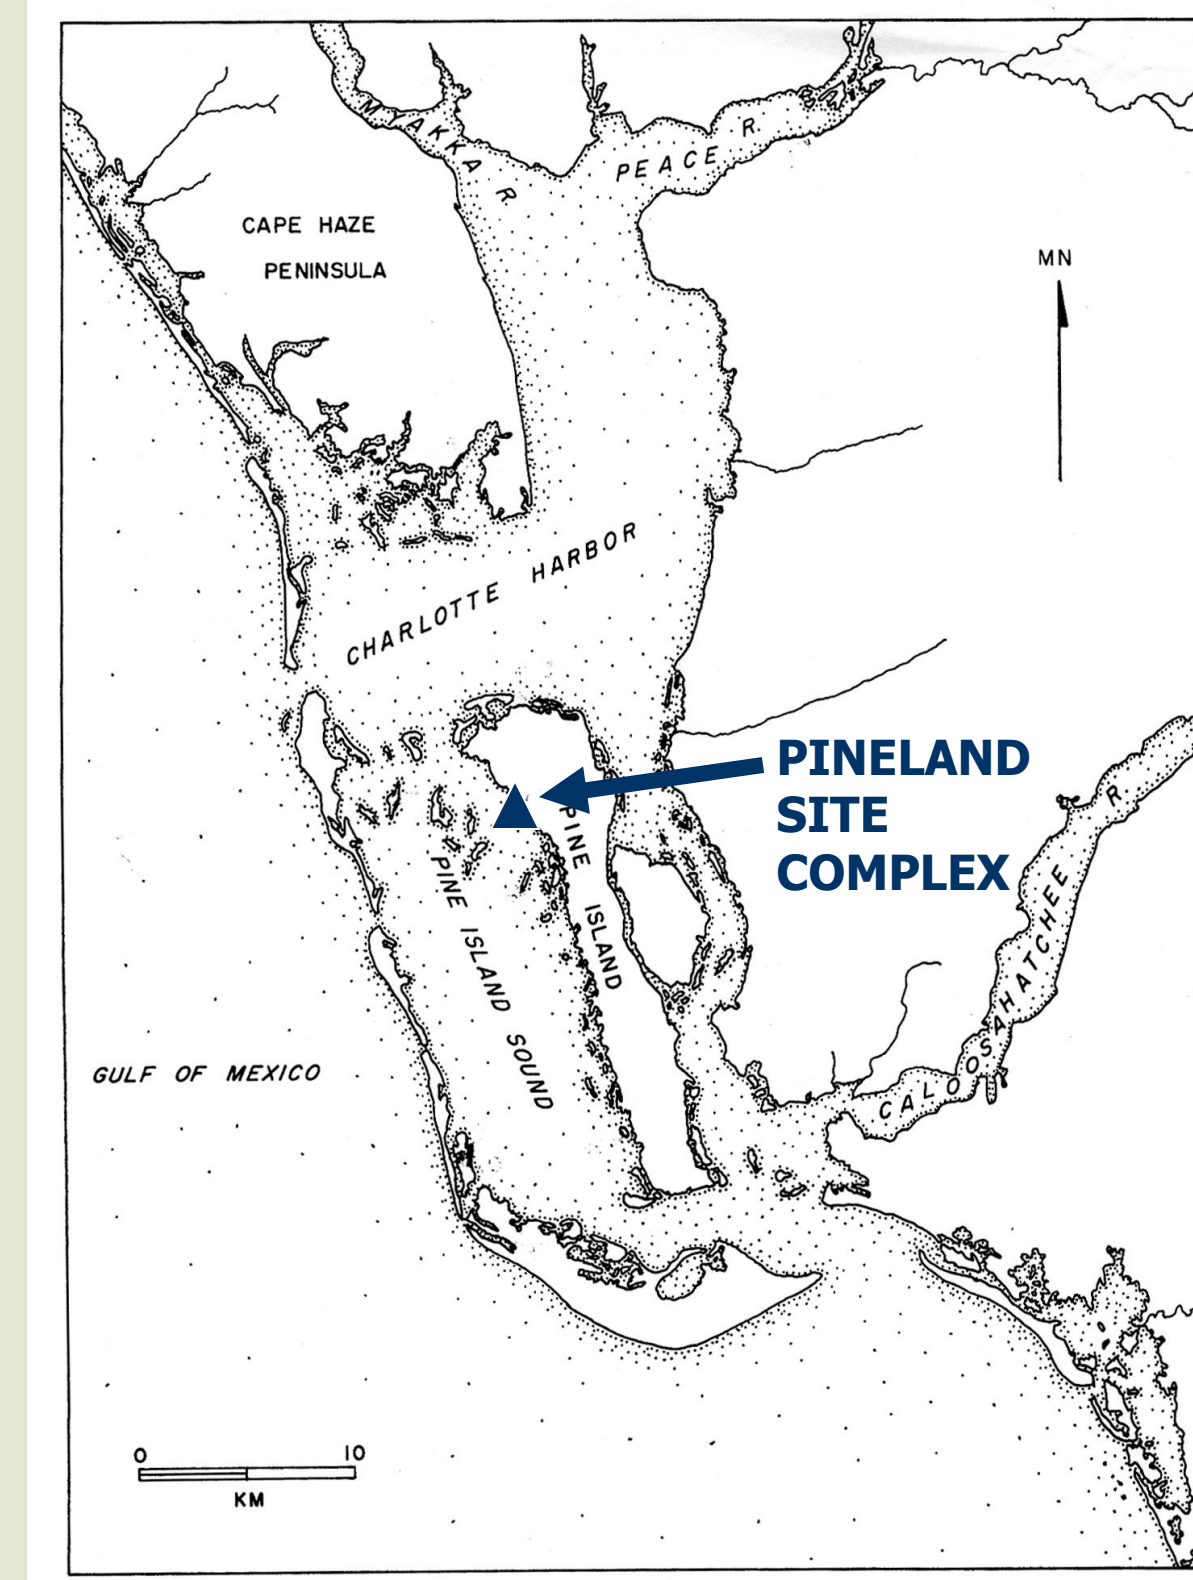 MYAKKA R.
PEACE R.
CAPE HAZE
PENINSULA
MN
CHARLOTTE HARBOR
PINELAND
SITE
COMPLEX
PINE ISLAND
PINE ISLAND SOUND
CALOOSAHATCHEE R.
GULF OF MEXICO
0 10
KM